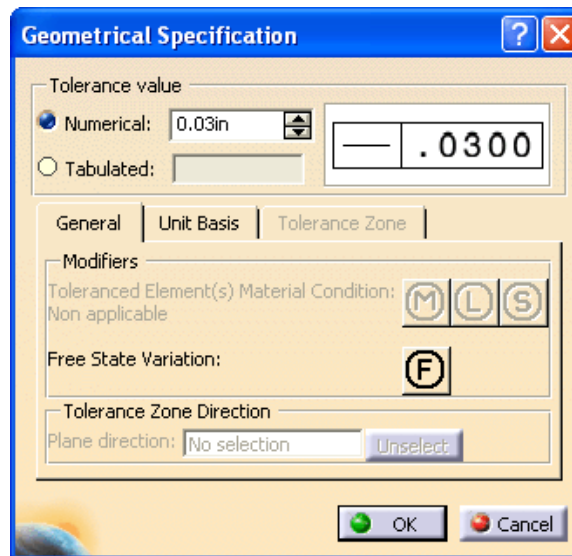 Geometrical Specification
Tolerance value
Numerical: 0.03in
.0300
Tabulated:
General Unit Basis Tolerance Zone
Modifiers
Toleranced Element(s) Material Condition:
Non applicable
M L S
Free State Variation:
F
Tolerance Zone Direction
Plane direction: No selection Unselect
OK Cancel